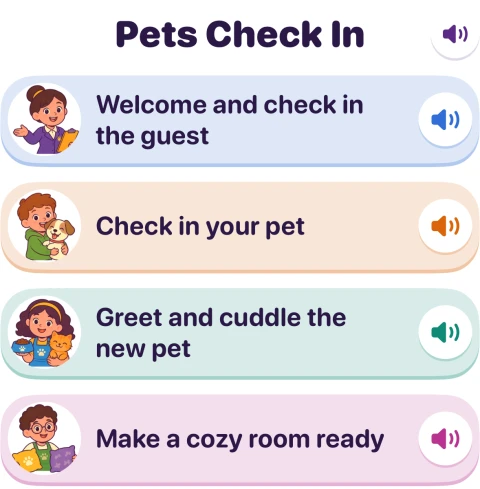 Pets Check In
Welcome and check in
the guest
Check in your pet
Greet and cuddle the
new pet
Make a cozy room ready